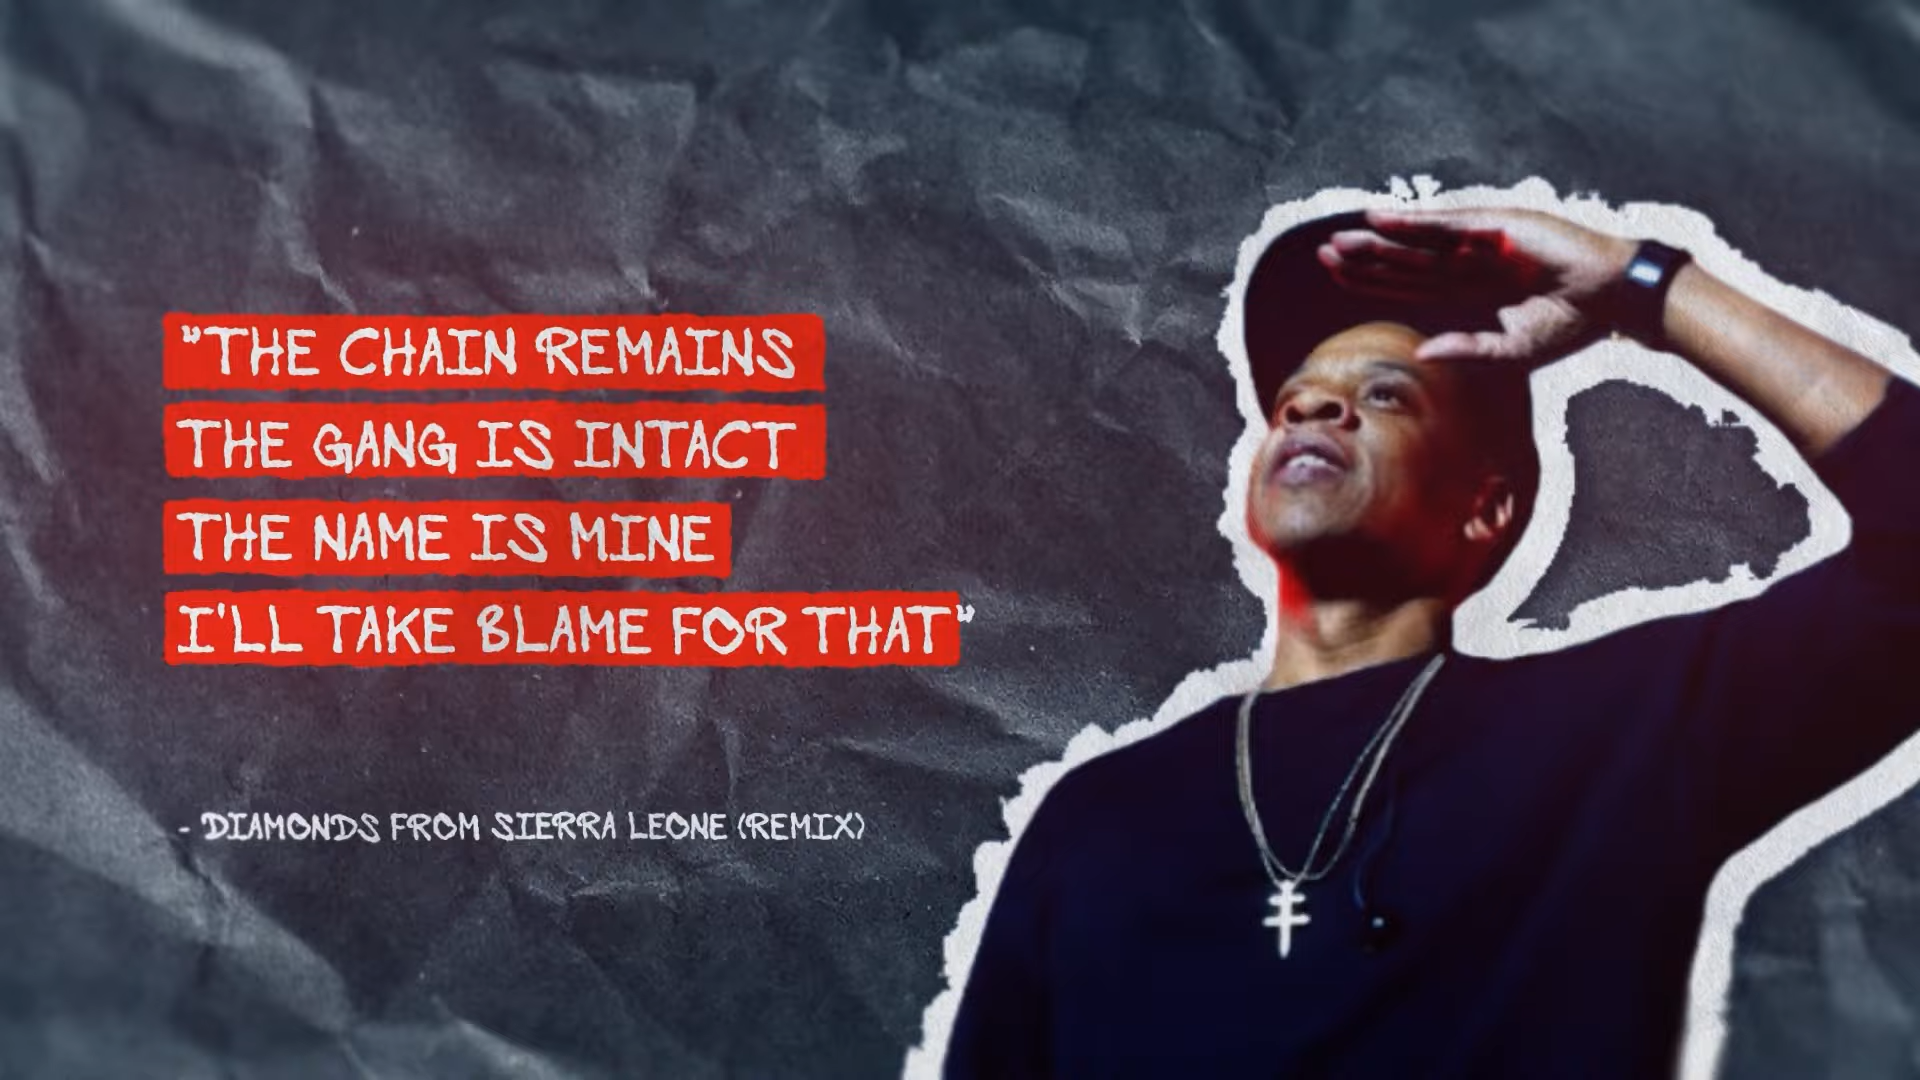 "THE CHAIN REMAINS
THE GANG IS INTACT
THE NAME IS MINE
I'LL TAKE BLAME FOR THAT"
- DIAMONDS FROM SIERRA LEONE (REMIX)